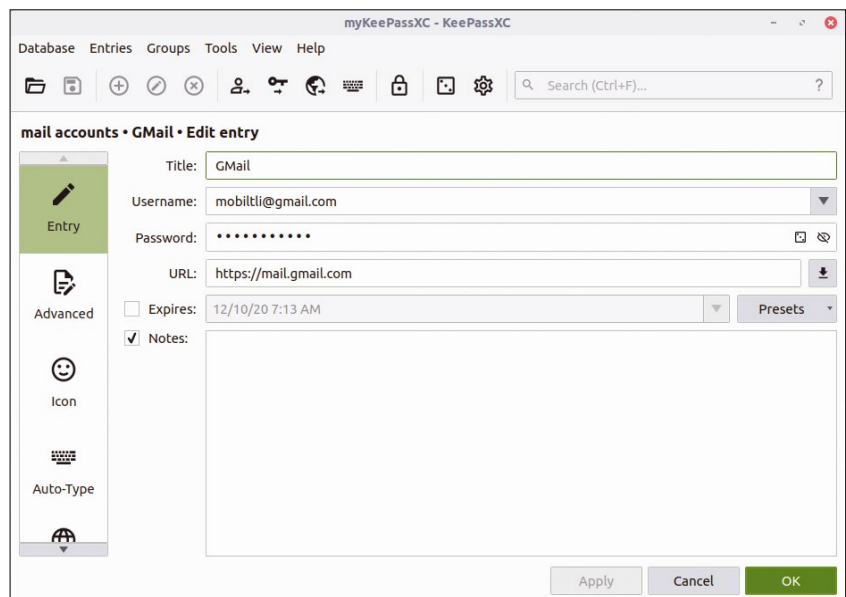 myKeePassXC - KeePassXC
Database Entries Groups Tools View Help
Search (Ctrl+F)... ?
mail accounts • GMail • Edit entry
Title: GMail
Entry
Username: mobiltli@gmail.com
Password: •••••••••••
URL: https://mail.gmail.com
Advanced
Expires: 12/10/20 7:13 AM Presets
Notes:
Icon
Auto-Type
Apply Cancel OK